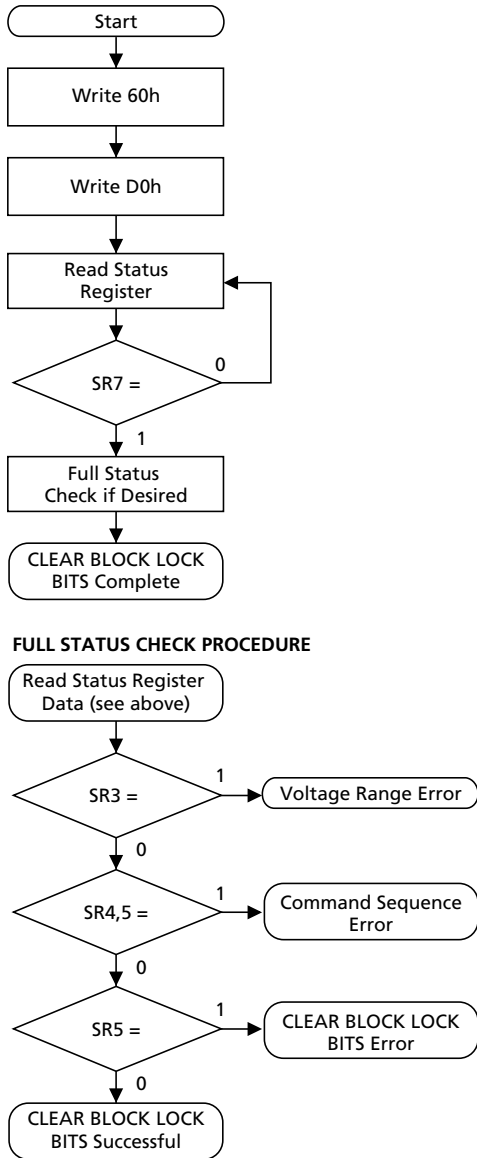 Start
Write 60h
Write D0h
Read Status
Register
0
SR7 =
1
Full Status
Check if Desired
CLEAR BLOCK LOCK
BITS Complete
FULL STATUS CHECK PROCEDURE
Read Status Register
Data (see above)
1
SR3 =
Voltage Range Error
0
1
SR4,5 =
Command Sequence
Error
0
1
SR5 =
CLEAR BLOCK LOCK
BITS Error
0
CLEAR BLOCK LOCK
BITS Successful